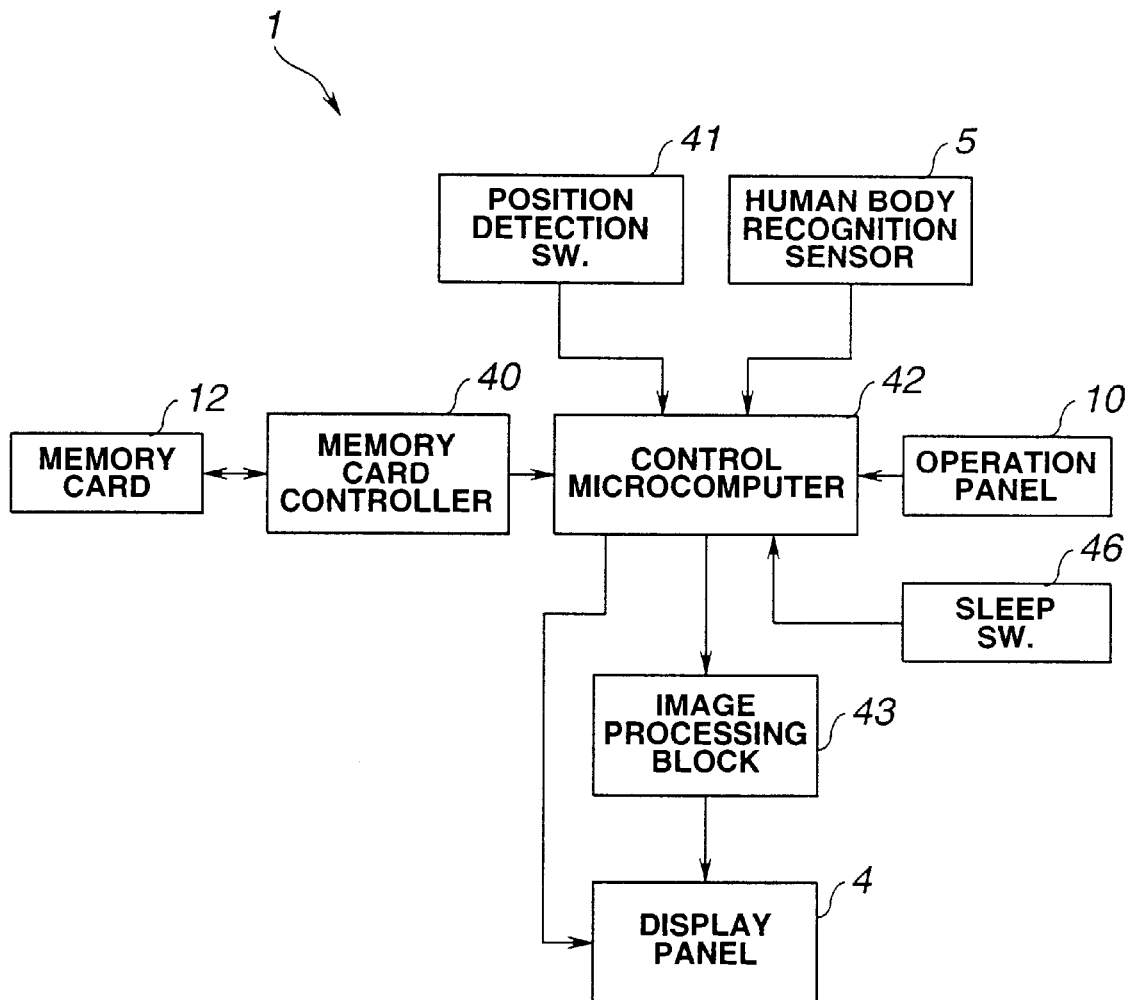 1
41
POSITION
DETECTION
SW.
5
HUMAN BODY
RECOGNITION
SENSOR
12
MEMORY
CARD
40
MEMORY
CARD
CONTROLLER
42
CONTROL
MICROCOMPUTER
10
OPERATION
PANEL
46
SLEEP
SW.
IMAGE
PROCESSING
BLOCK
43
DISPLAY
PANEL
4